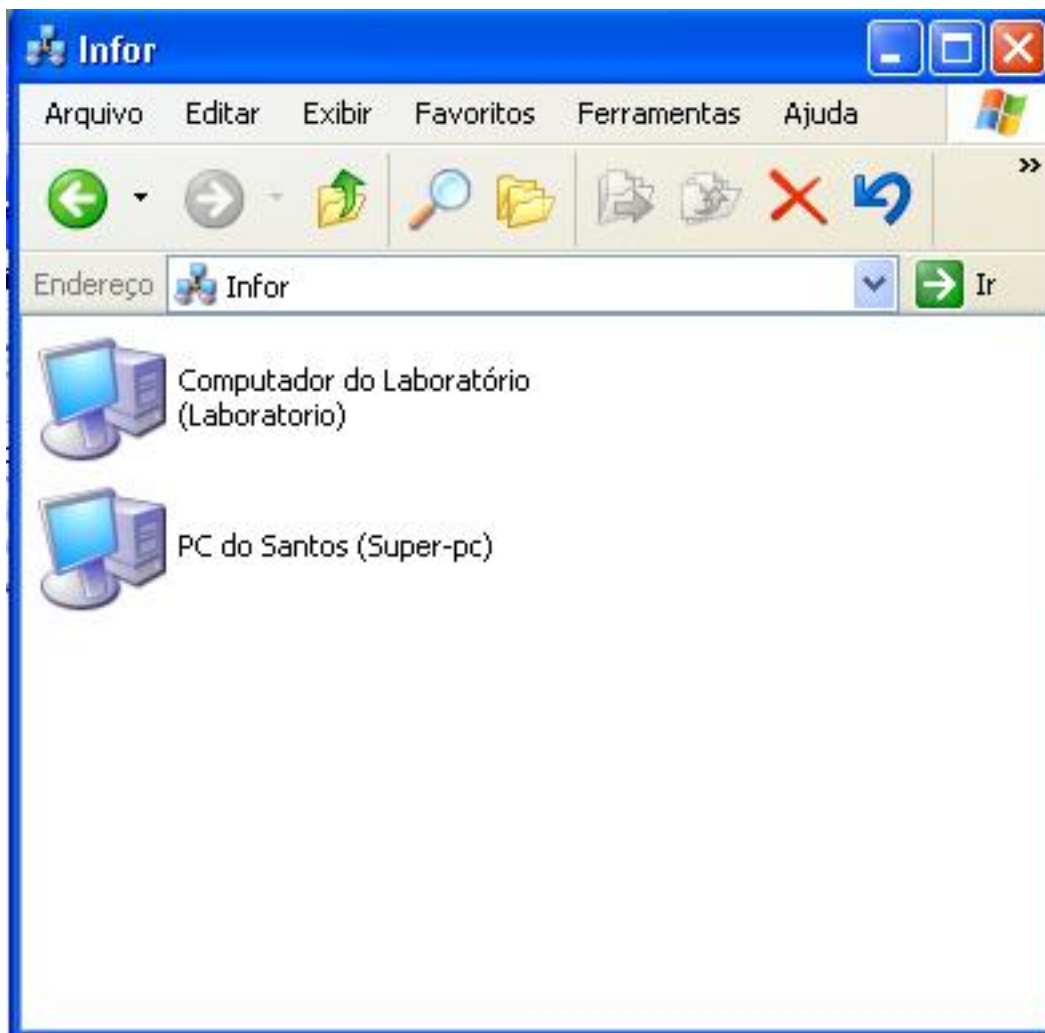 Infor
Arquivo Editar Exibir Favoritos Ferramentas Ajuda
»
Endereço Infor Ir
Computador do Laboratório
(Laboratorio)
PC do Santos (Super-pc)